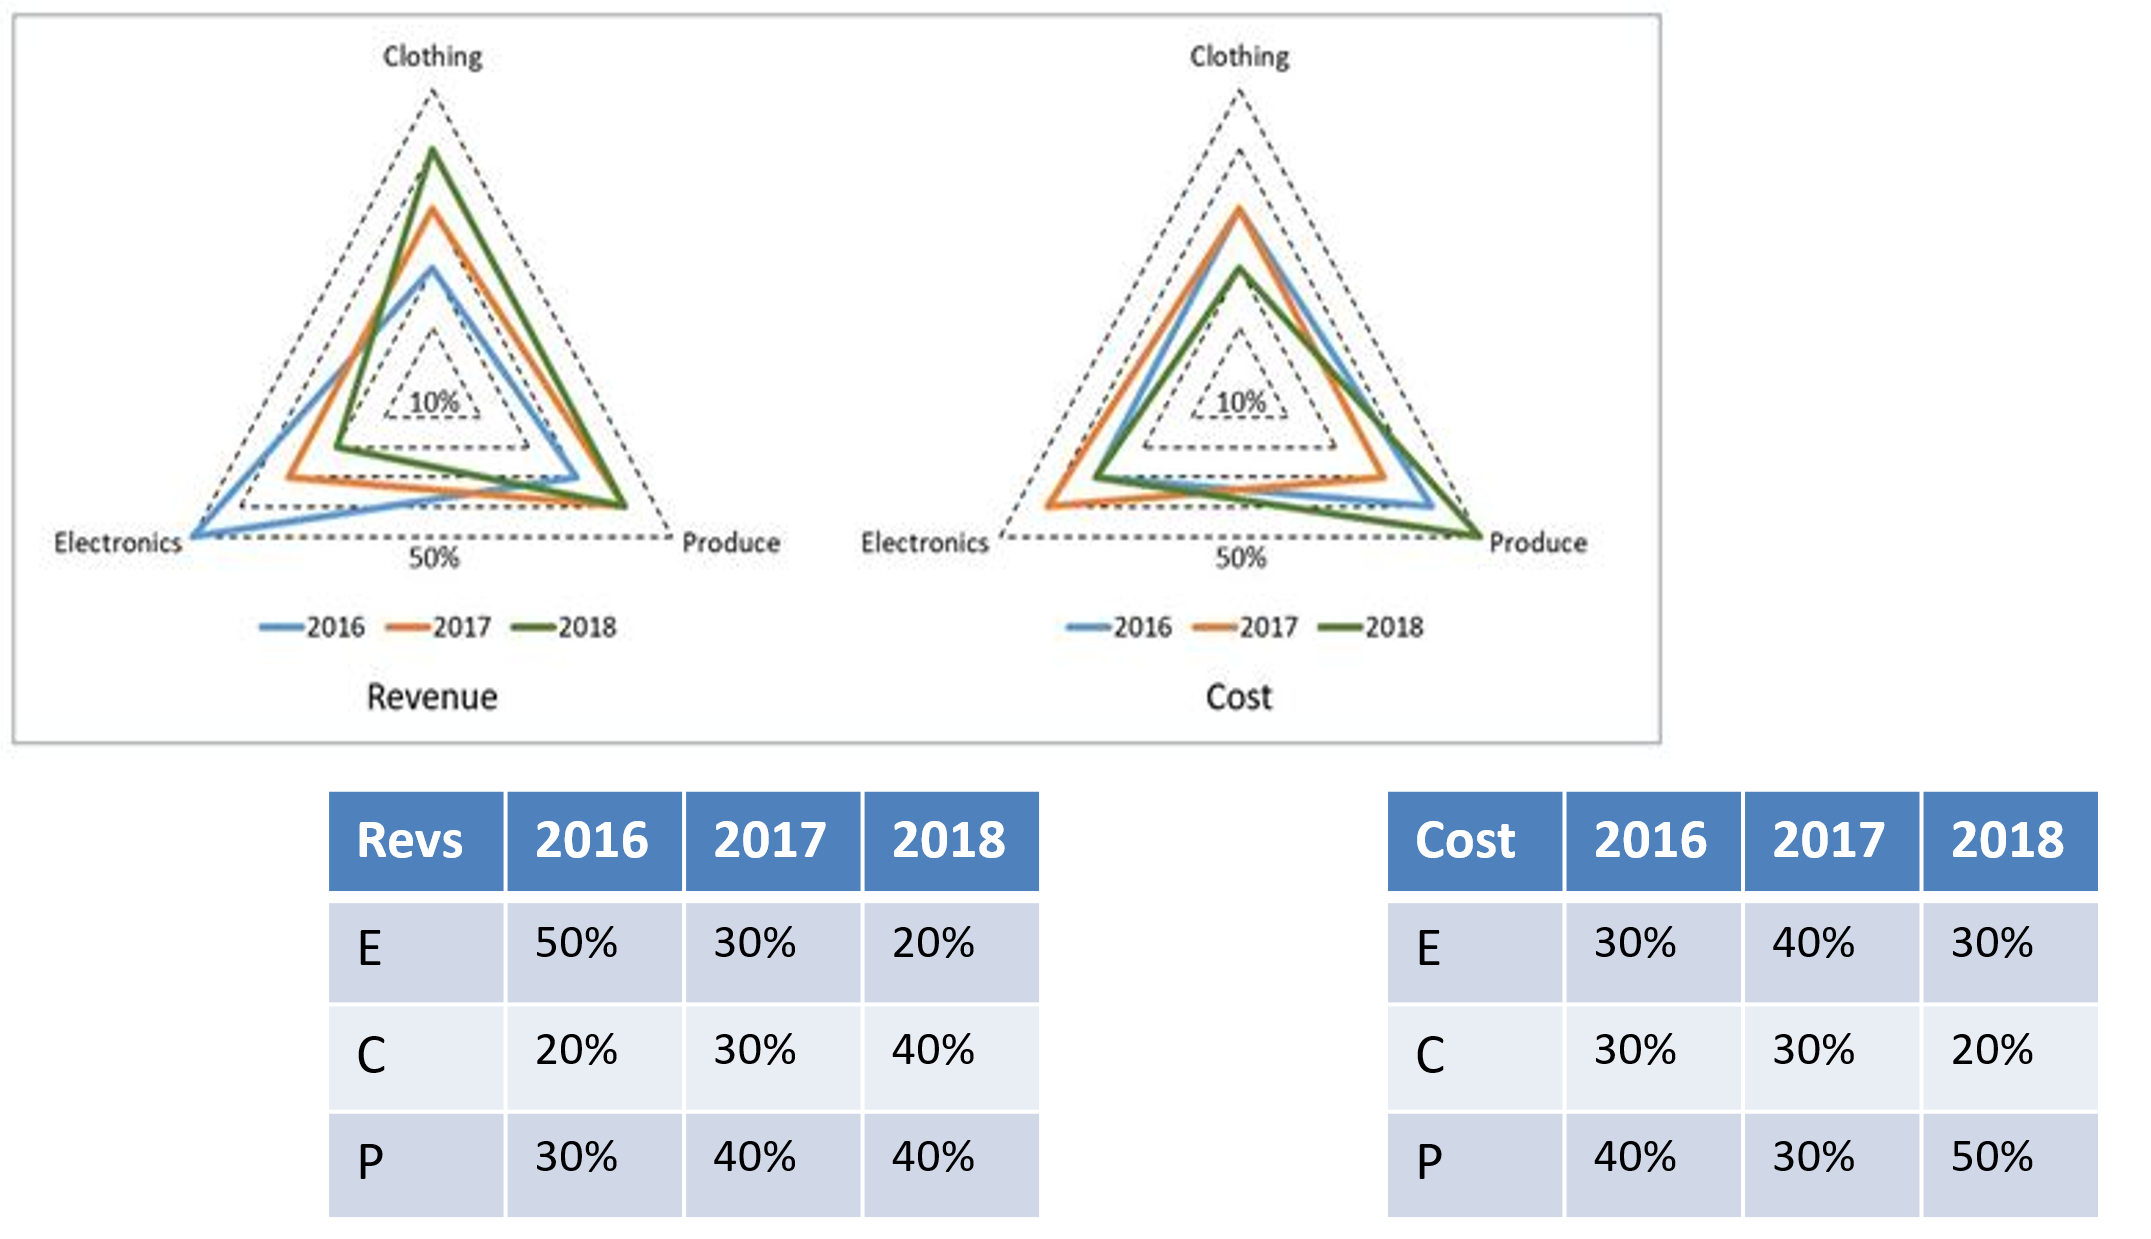 Clothing
10%
Electronics
Produce
50%
2016 2017 2018
Revenue
Clothing
10%
Electronics
Produce
50%
2016 2017 2018
Cost
Revs 2016 2017 2018
E 50% 30% 20%
C 20% 30% 40%
P 30% 40% 40%
Cost 2016 2017 2018
E 30% 40% 30%
C 30% 30% 20%
P 40% 30% 50%